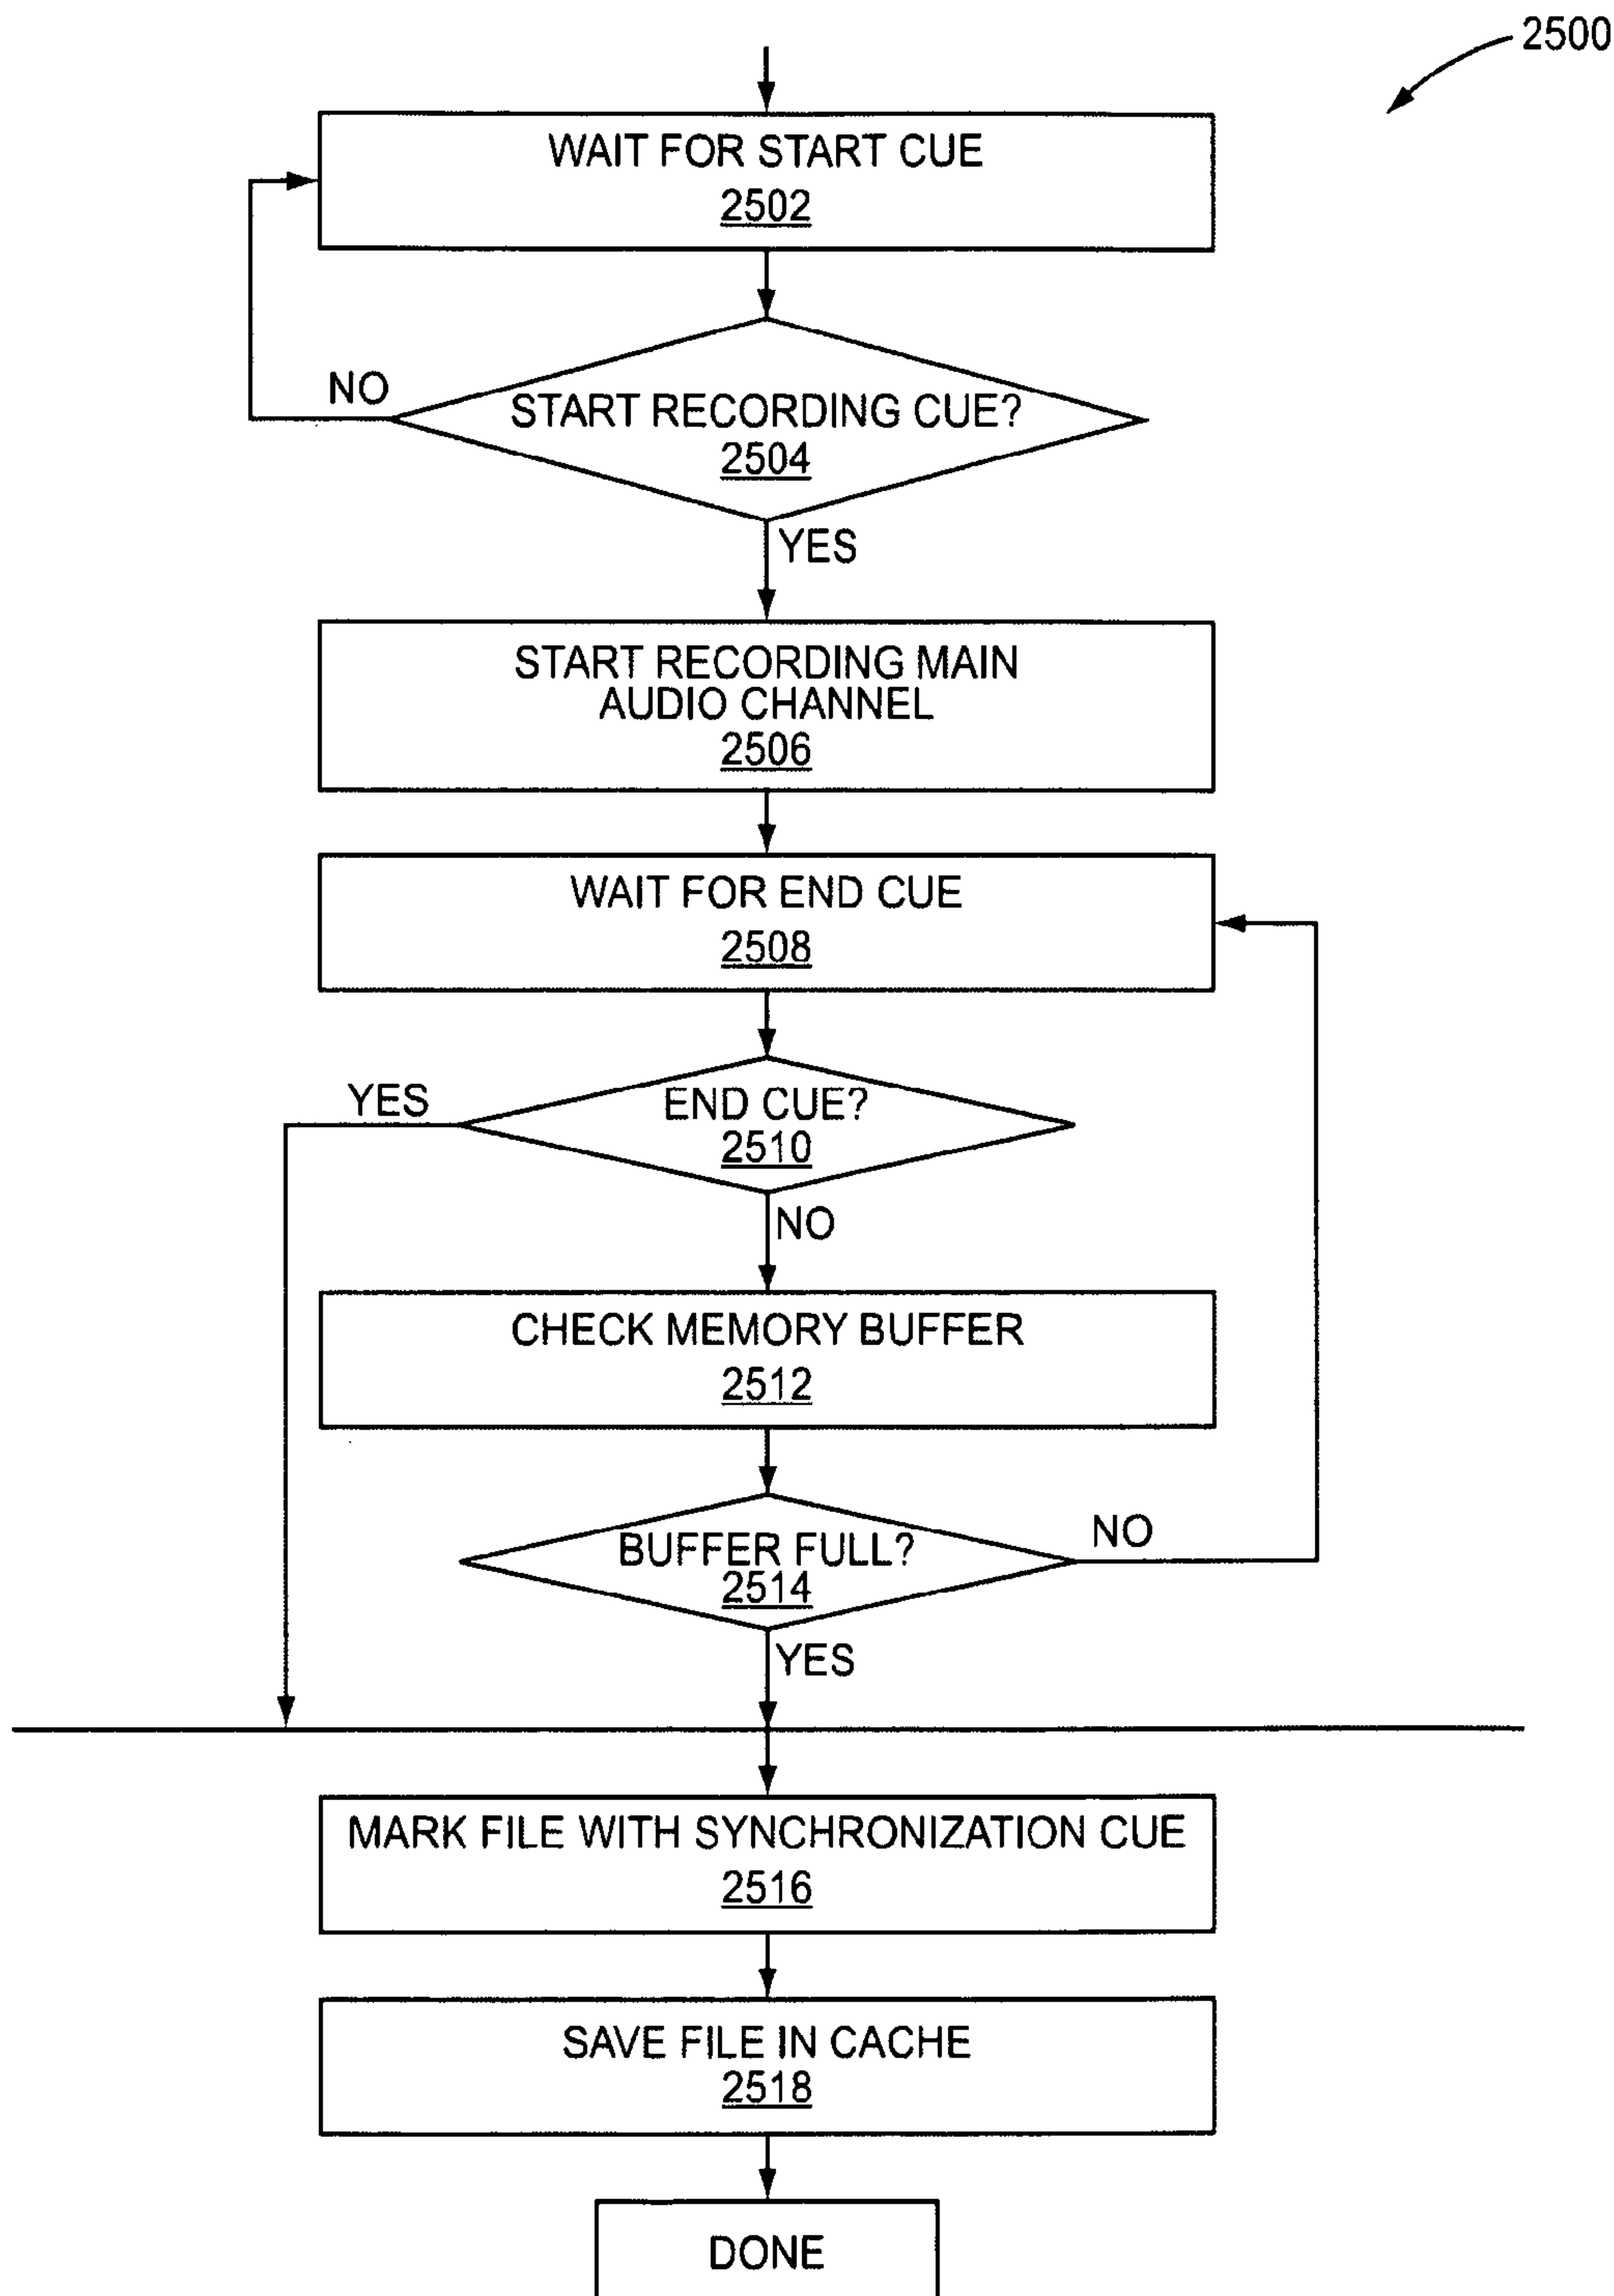 2500
WAIT FOR START CUE
2502
NO
START RECORDING CUE?
2504
YES
START RECORDING MAIN
AUDIO CHANNEL
2506
WAIT FOR END CUE
2508
YES
END CUE?
2510
NO
CHECK MEMORY BUFFER
2512
BUFFER FULL?
NO
2514
YES
MARK FILE WITH SYNCHRONIZATION CUE
2516
SAVE FILE IN CACHE
2518
DONE